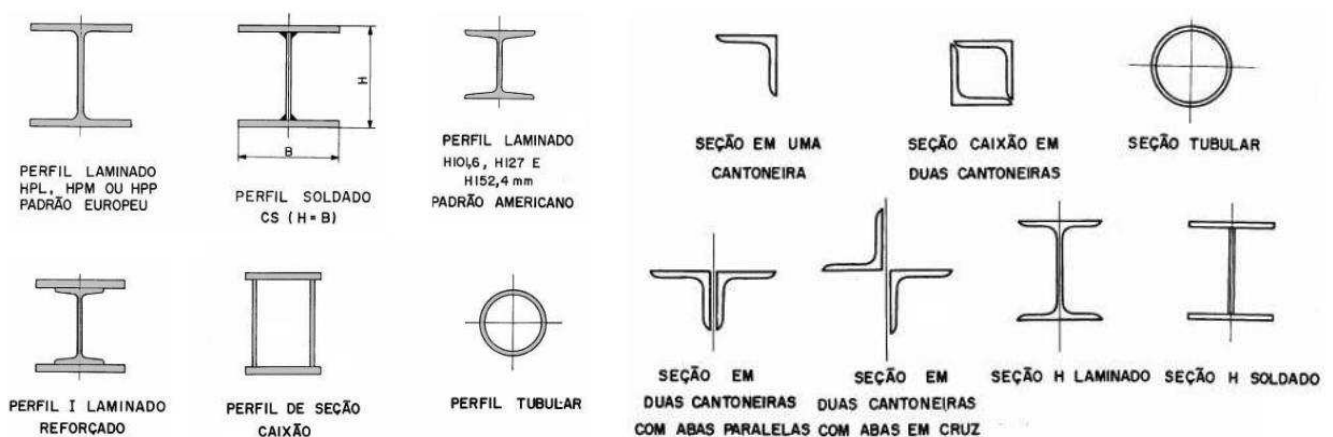 PERFIL LAMINADO
HPL, HPM OU HPP
PADRÃO EUROPEU
H
B
PERFIL SOLDADO
CS (H=B)
PERFIL LAMINADO
H101,6, H127 E
H152,4 mm
PADRÃO AMERICANO
PERFIL I LAMINADO
REFORÇADO
PERFIL DE SEÇÃO
CAIXÃO
PERFIL TUBULAR
SEÇÃO EM UMA
CANTONEIRA
SEÇÃO CAIXÃO EM
DUAS CANTONEIRAS
SEÇÃO TUBULAR
SEÇÃO EM
DUAS CANTONEIRAS
COM ABAS PARALELAS
SEÇÃO EM
DUAS CANTONEIRAS
COM ABAS EM CRUZ
SEÇÃO H LAMINADO
SEÇÃO H SOLDADO